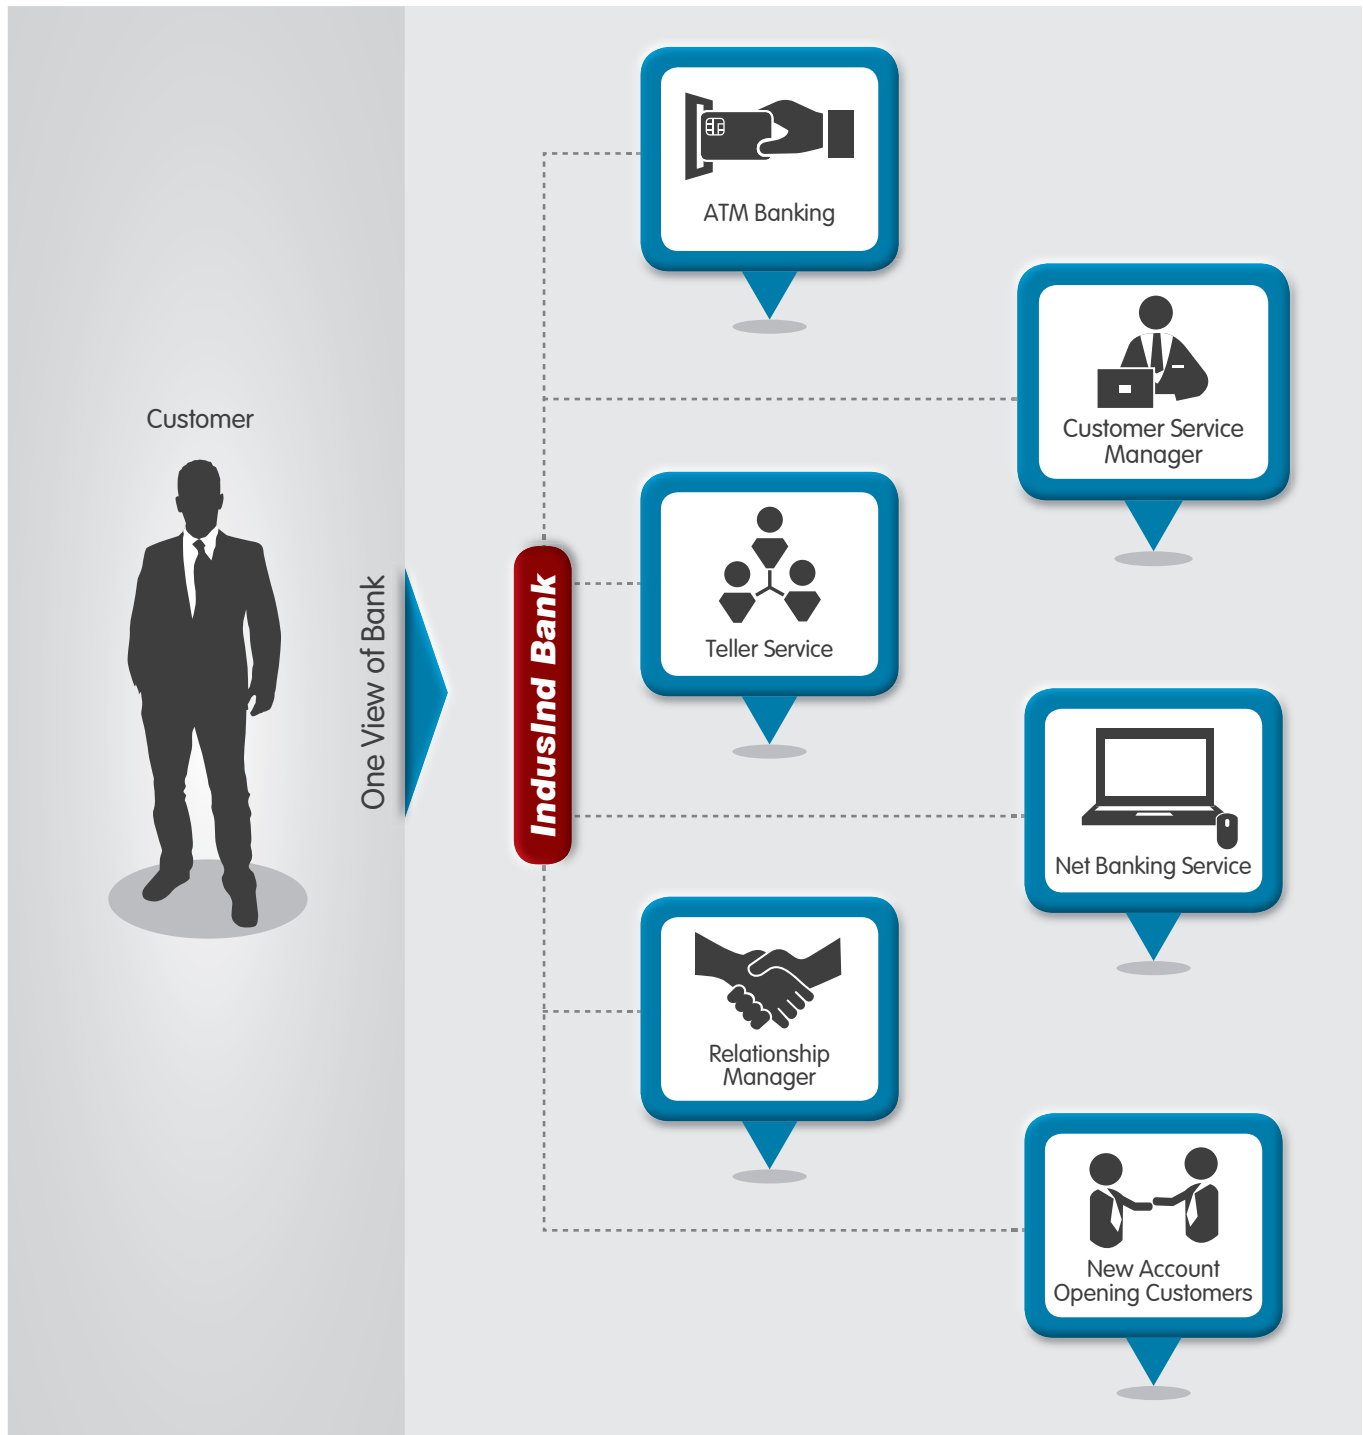 Customer
One View of Bank
IndusInd Bank
ATM Banking
Customer Service
Manager
Teller Service
Net Banking Service
Relationship
Manager
New Account
Opening Customers